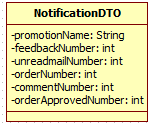 NotificationDTO
-promotionName: String
-feedbackNumber: int
-unreadmailNumber: int
-orderNumber: int
-commentNumber: int
-orderApprovedNumber: int